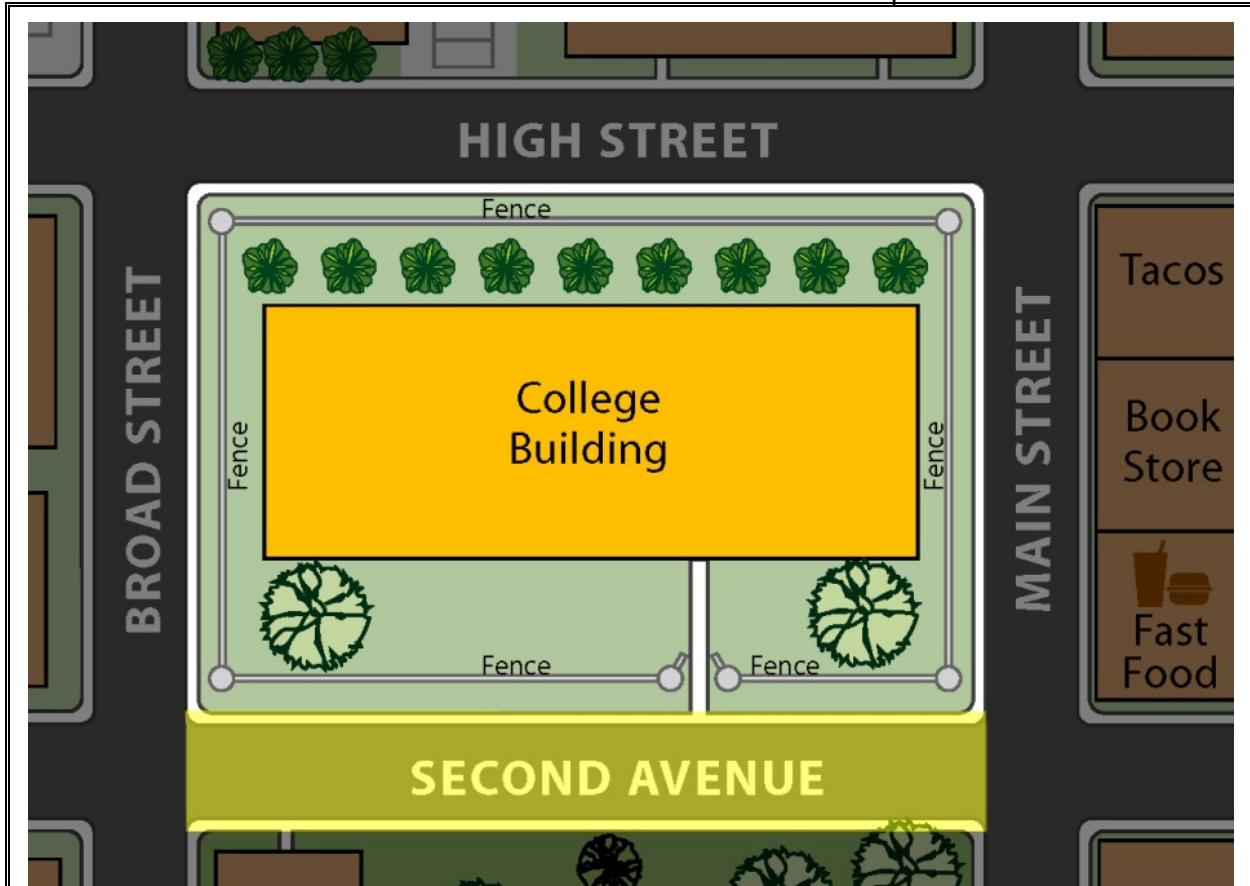 HIGH STREET
Fence
Tacos
BROAD STREET
Fence
College
Building
Fence
MAIN STREET
Book
Store
Fast
Food
Fence
Fence
SECOND AVENUE